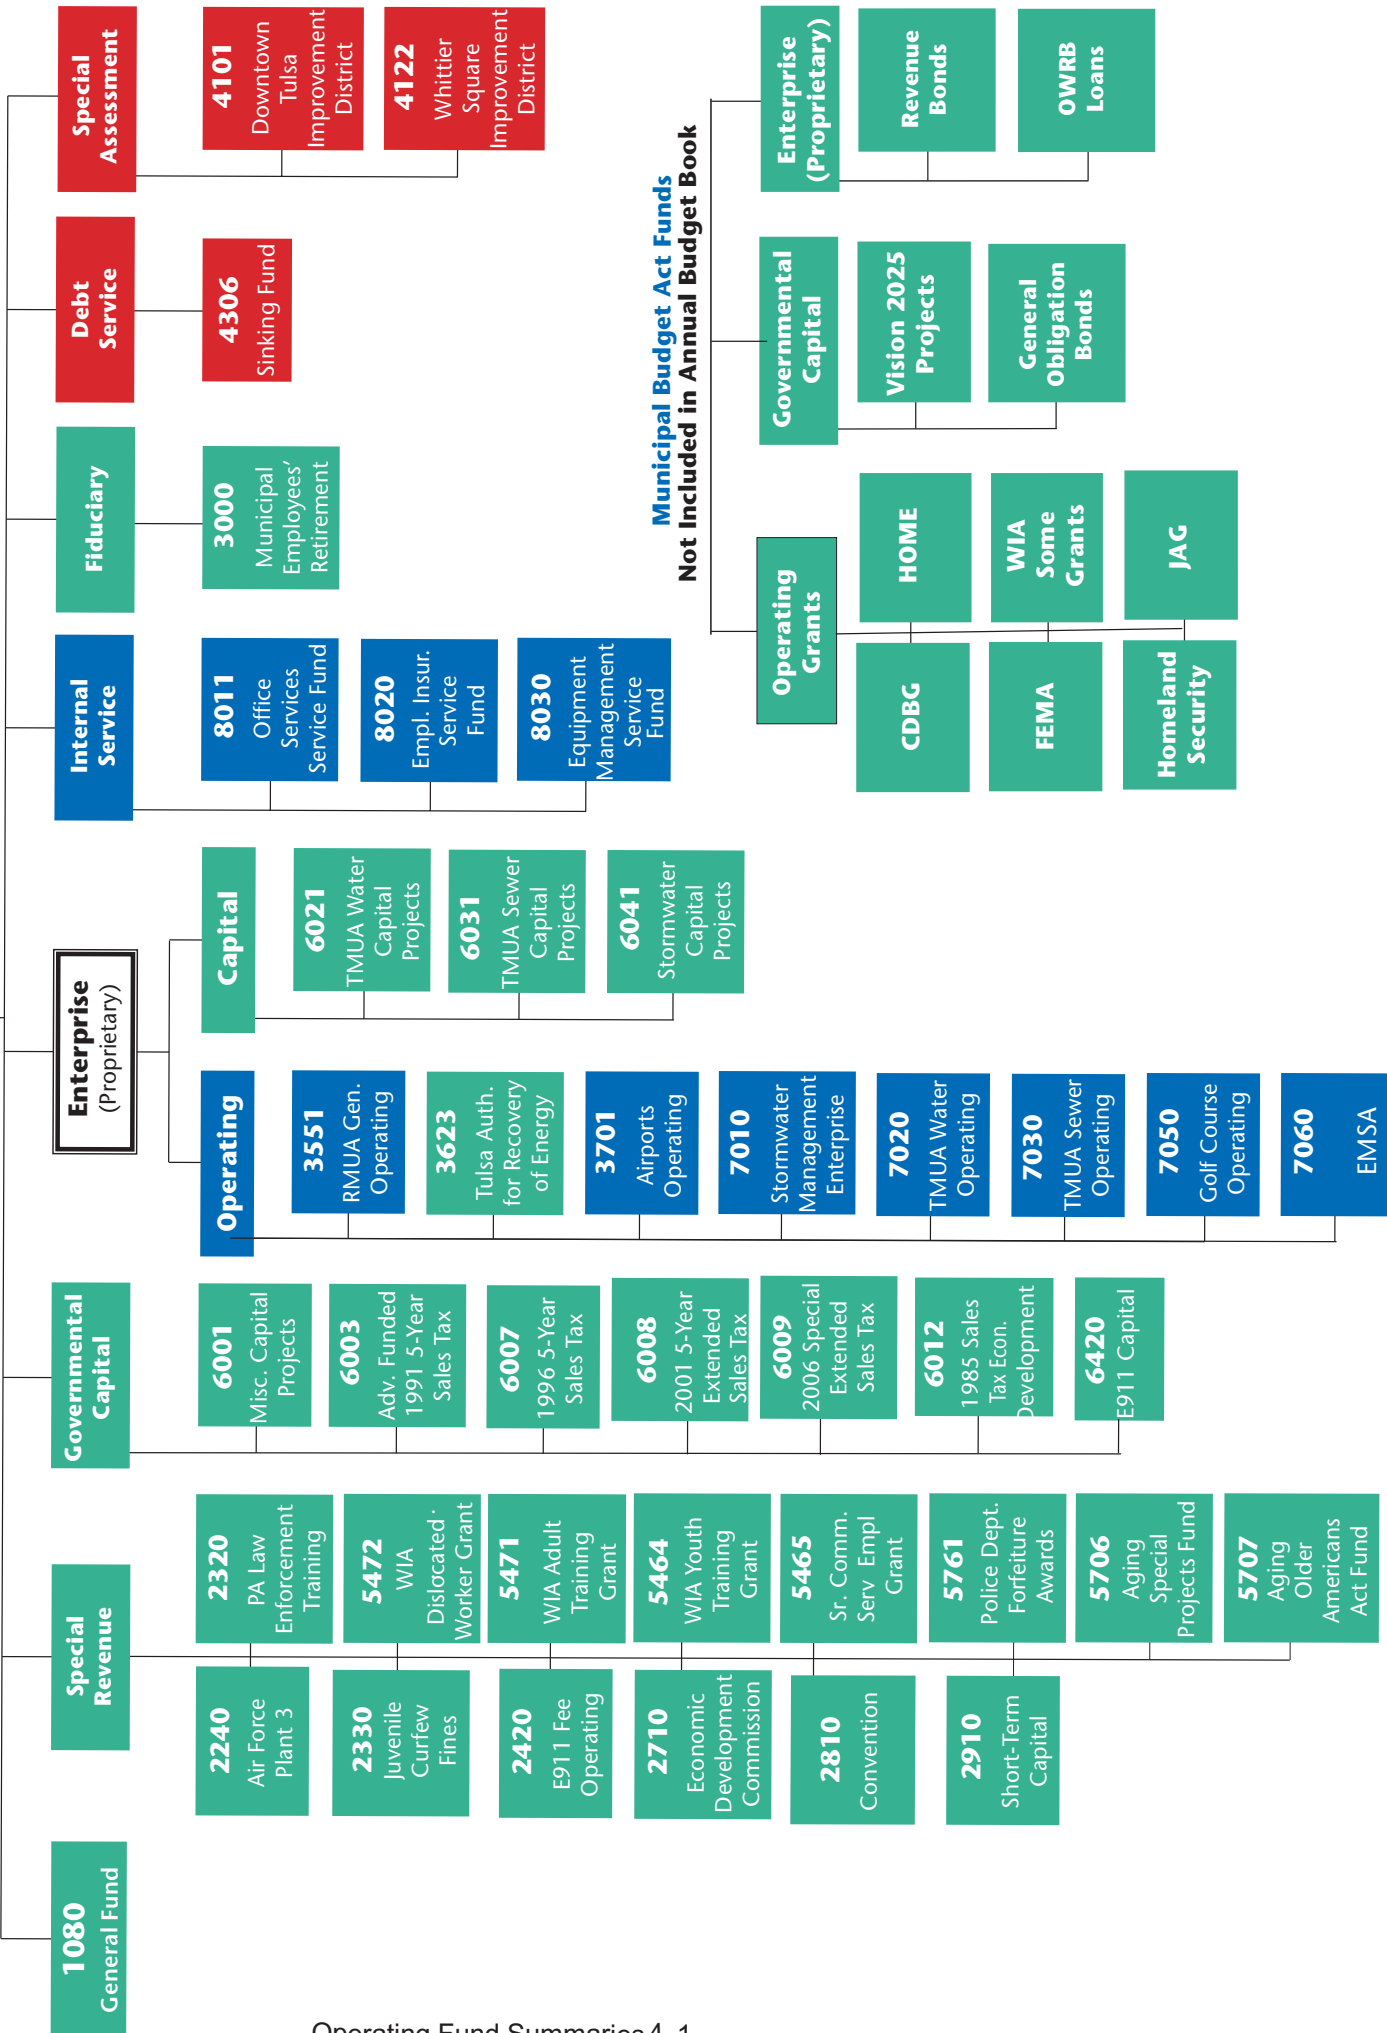 1080
General Fund
Special
Revenue
2240
Air Force
Plant 3
2330
Juvenile
Curfew
Fines
2420
E911 Fee
Operating
2710
Economic
Development
Commission
2810
Convention
2910
Short-Term
Capital
2320
PA Law
Enforcement
Training
5472
WIA
Dislocated·
Worker Grant
5471
WIA Adult
Training
Grant
5464
WIA Youth
Training
Grant
5465
Sr. Comm.
Serv Empl
Grant
5761
Police Dept.
Forfeiture
Awards
5706
Aging
Special
Projects Fund
5707
Aging
Older
Americans
Act Fund
Governmental
Capital
6001
Misc. Capital
Projects
6003
Adv. Funded
1991 5-Year
Sales Tax
6007
1996 5-Year
Sales Tax
6008
2001 5-Year
Extended
Sales Tax
6009
2006 Special
Extended
Sales Tax
6012
1985 Sales
Tax Econ.
Development
6420
E911 Capital
Enterprise
(Proprietary)
Operating
3551
RMUA Gen.
Operating
3623
Tulsa Auth.
for Recovery
of Energy
3701
Airports
Operating
7010
Stormwater
Management
Enterprise
7020
TMUA Water
Operating
7030
TMUA Sewer
Operating
7050
Golf Course
Operating
7060
EMSA
Capital
6021
TMUA Water
Capital
Projects
6031
TMUA Sewer
Capital
Projects
6041
Stormwater
Capital
Projects
Internal
Service
8011
Office
Services
Service Fund
8020
Empl. Insur.
Service
Fund
8030
Equipment
Management
Service
Fund
Fiduciary
3000
Municipal
Employees’
Retirement
Debt
Service
4306
Sinking Fund
Special
Assessment
4101
Downtown
Tulsa
Improvement
District
4122
Whittier
Square
Improvement
District
Municipal Budget Act Funds
Not Included in Annual Budget Book
Operating
Grants
CDBG
HOME
FEMA
WIA
Some
Grants
Homeland
Security
JAG
Governmental
Capital
Vision 2025
Projects
General
Obligation
Bonds
Enterprise
(Proprietary)
Revenue
Bonds
OWRB
Loans
Operating Fund Summaries 4-1